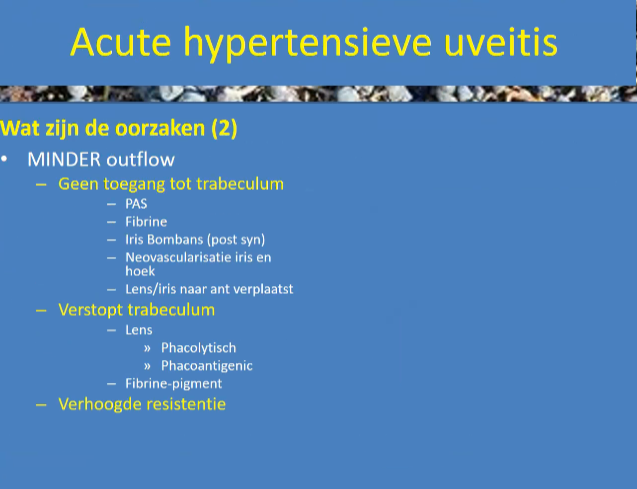 Acute hypertensieve uveitis
Wat zijn de oorzaken (2)
• MINDER outflow
– Geen toegang tot trabeculum
– PAS
– Fibrine
– Iris Bombans (post syn)
– Neovascularisatie iris en
hoek
– Lens/iris naar ant verplaatst
– Verstopt trabeculum
– Lens
» Phacolytisch
» Phacoantigenic
– Fibrine-pigment
– Verhoogde resistentie